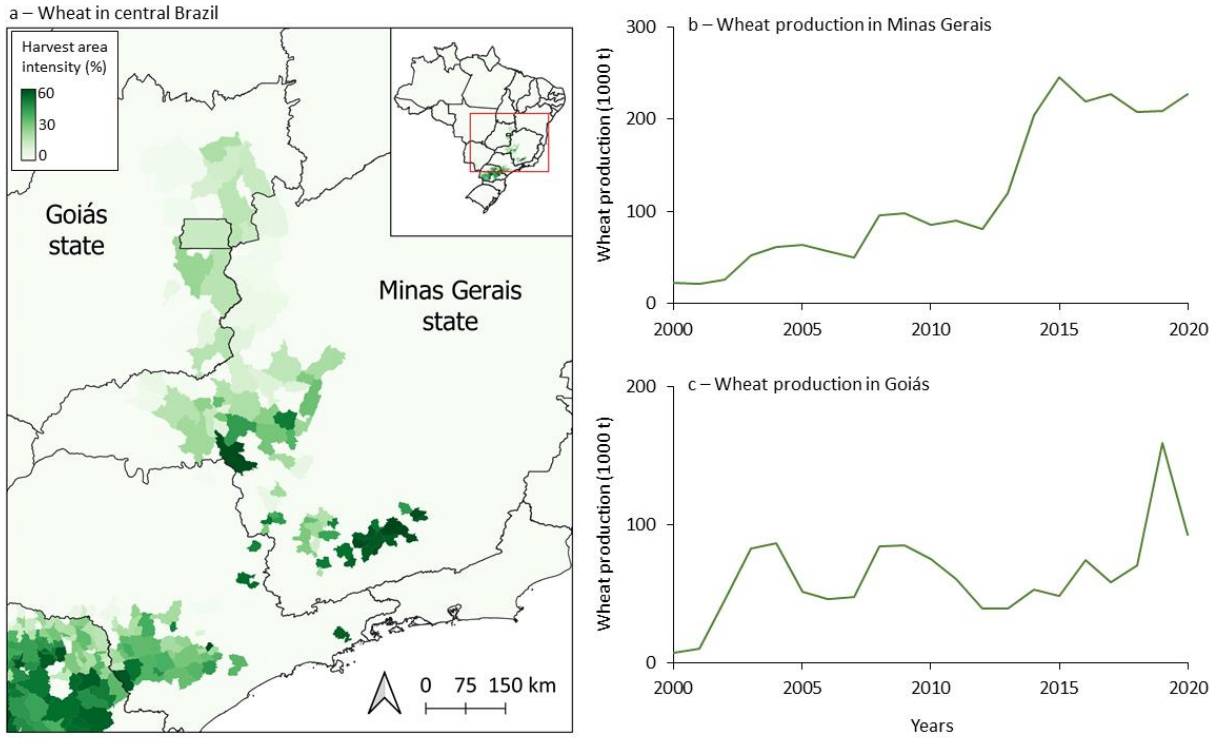 a – Wheat in central Brazil
Harvest area
intensity (%)
60
30
0
Goiás
state
Minas Gerais
state
0 75 150 km
b – Wheat production in Minas Gerais
Wheat production (1000 t)
300
200
100
0
2000 2005 2010 2015 2020
c – Wheat production in Goiás
Wheat production (1000 t)
200
100
0
2000 2005 2010 2015 2020
Years